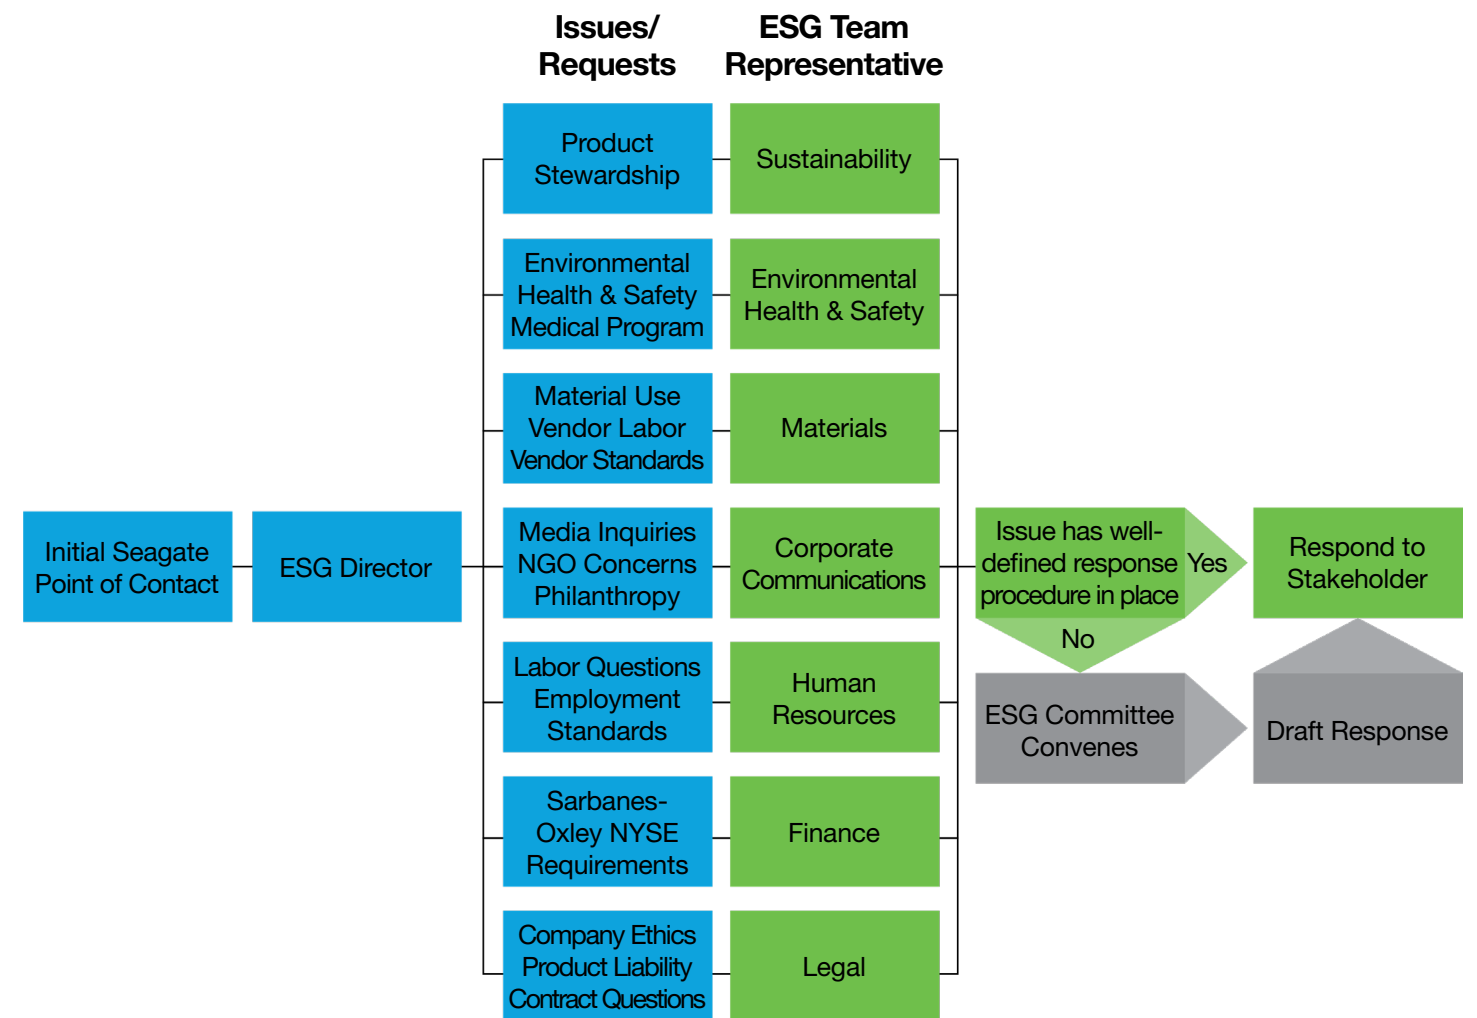 Issues/
Requests
ESG Team
Representative
Product
Stewardship
Sustainability
Environmental
Health & Safety
Medical Program
Environmental
Health & Safety
Material Use
Vendor Labor
Vendor Standards
Materials
Initial Seagate
Point of Contact
ESG Director
Media Inquiries
NGO Concerns
Philanthropy
Corporate
Communications
Issue has well-
defined response
procedure in place
Yes
Respond to
Stakeholder
No
Labor Questions
Employment
Standards
Human
Resources
ESG Committee
Convenes
Draft Response
Sarbanes-
Oxley NYSE
Requirements
Finance
Company Ethics
Product Liability
Contract Questions
Legal